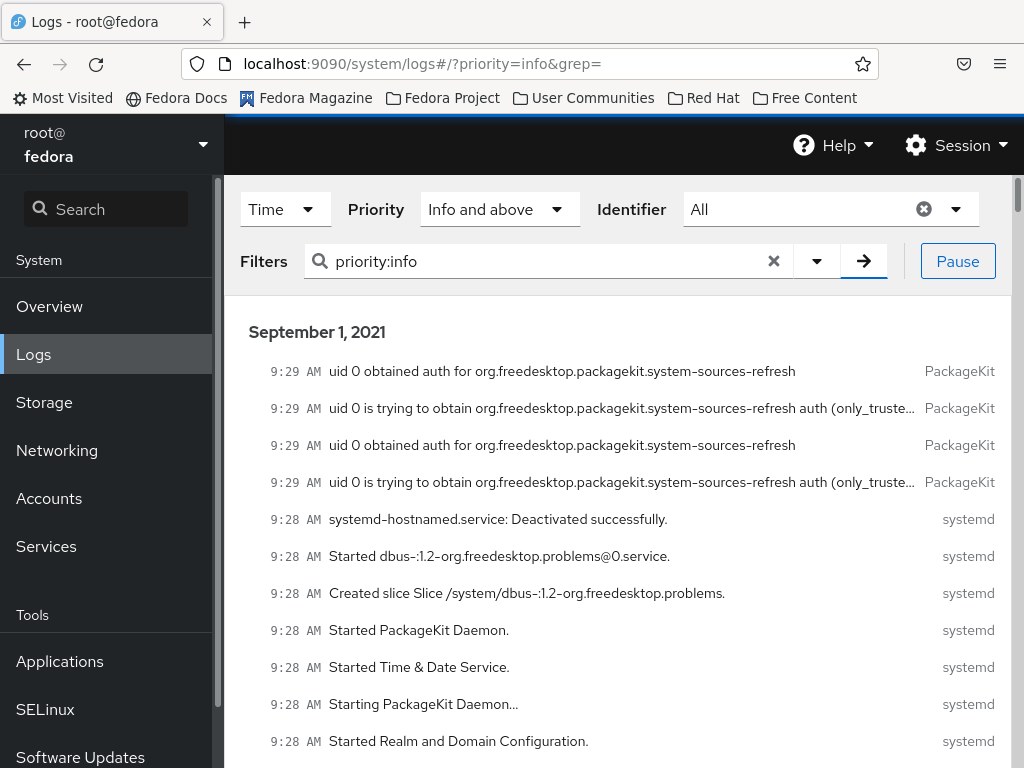 Logs - root@fedora
localhost:9090/system/logs#/?priority=info&grep=
Most Visited Fedora Docs Fedora Magazine Fedora Project User Communities Red Hat Free Content
root@
fedora
Help Session
Search
System
Overview
Logs
Storage
Networking
Accounts
Services
Tools
Applications
SELinux
Software Updates
Time Priority Info and above Identifier All
Filters priority:info Pause
September 1, 2021
9:29 AM uid 0 obtained auth for org.freedesktop.packagekit.system-sources-refresh PackageKit
9:29 AM uid 0 is trying to obtain org.freedesktop.packagekit.system-sources-refresh auth (only_truste... PackageKit
9:29 AM uid 0 obtained auth for org.freedesktop.packagekit.system-sources-refresh PackageKit
9:29 AM uid 0 is trying to obtain org.freedesktop.packagekit.system-sources-refresh auth (only_truste... PackageKit
9:28 AM systemd-hostnamed.service: Deactivated successfully. systemd
9:28 AM Started dbus-:1.2-org.freedesktop.problems@0.service. systemd
9:28 AM Created slice Slice /system/dbus-:1.2-org.freedesktop.problems. systemd
9:28 AM Started PackageKit Daemon. systemd
9:28 AM Started Time & Date Service. systemd
9:28 AM Starting PackageKit Daemon... systemd
9:28 AM Started Realm and Domain Configuration. systemd